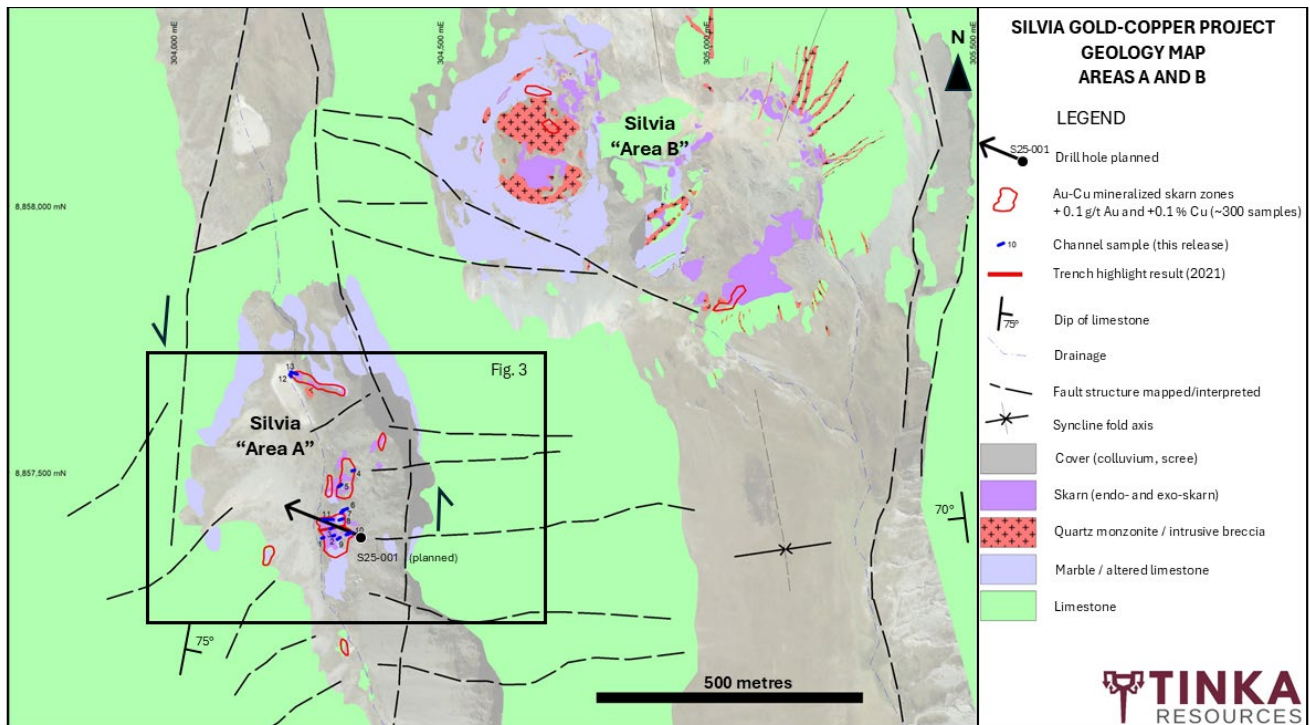 304,000 mE
304,500 mE
305,000 mE
305,500 mE
N
Silvia
"Area B"
8,858,000 mN
Fig. 3
13
12
Silvia
"Area A"
8,857,500 mN
4
5
6
7
11
8
10
1
2
9
S25-001 (planned)
70°
75°
500 metres
SILVIA GOLD-COPPER PROJECT
GEOLOGY MAP
AREAS A AND B
LEGEND
S25-001
Drill hole planned
Au-Cu mineralized skarn zones
+ 0.1 g/t Au and +0.1 % Cu (~300 samples)
10
Channel sample (this release)
Trench highlight result (2021)
75°
Dip of limestone
Drainage
Fault structure mapped/interpreted
Syncline fold axis
Cover (colluvium, scree)
Skarn (endo- and exo-skarn)
Quartz monzonite / intrusive breccia
Marble / altered limestone
Limestone
TINKA
RESOURCES